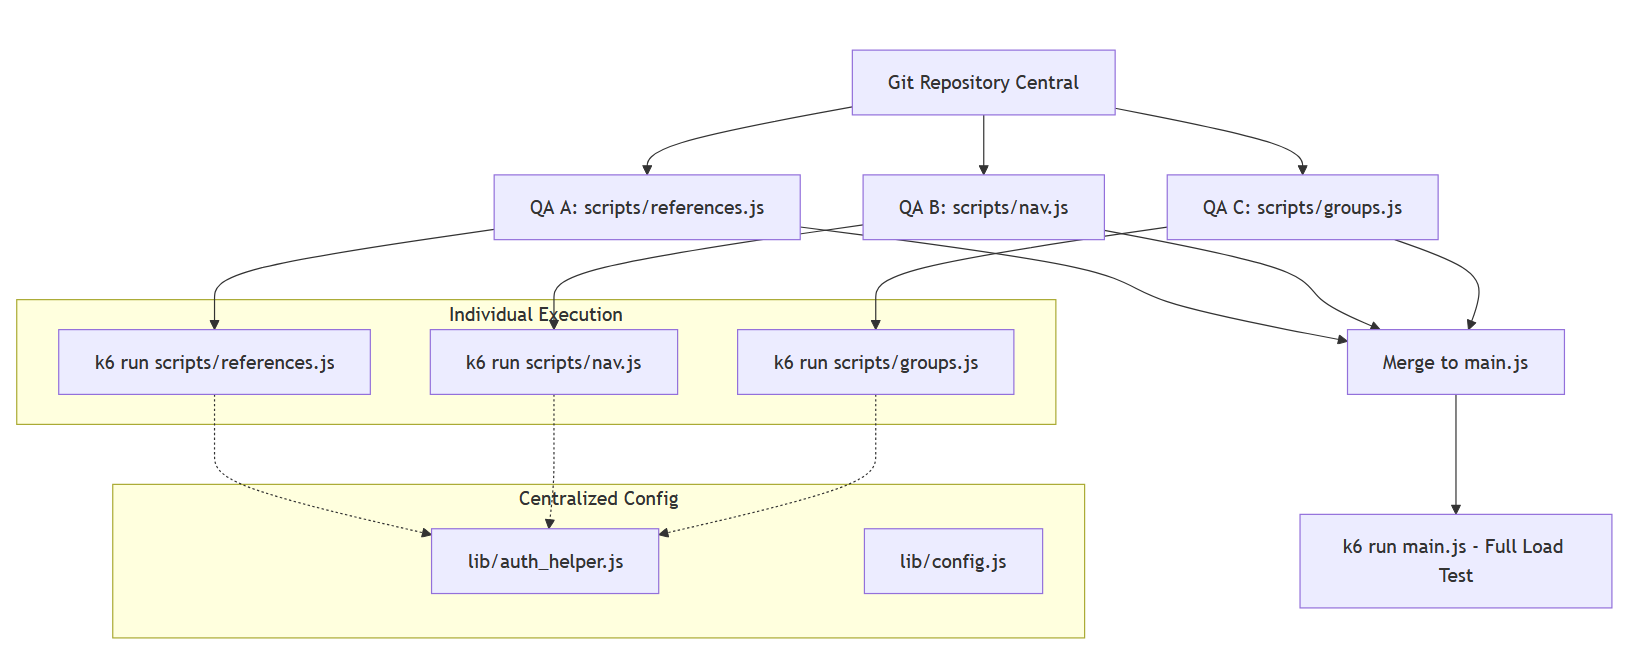 Git Repository Central
QA A: scripts/references.js
QA B: scripts/nav.js
QA C: scripts/groups.js
Individual Execution
k6 run scripts/references.js
k6 run scripts/nav.js
k6 run scripts/groups.js
Merge to main.js
Centralized Config
lib/auth_helper.js
lib/config.js
k6 run main.js - Full Load
Test